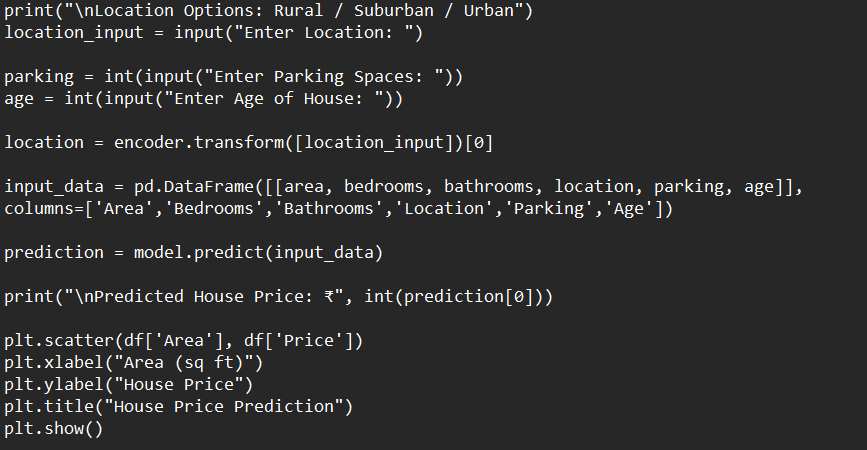 print("\nLocation Options: Rural / Suburban / Urban")
location_input = input("Enter Location: ")
parking = int(input("Enter Parking Spaces: "))
age = int(input("Enter Age of House: "))
location = encoder.transform([location_input])[0]
input_data = pd.DataFrame([[area, bedrooms, bathrooms, location, parking, age]],
columns=['Area','Bedrooms','Bathrooms','Location','Parking','Age'])
prediction = model.predict(input_data)
print("\nPredicted House Price: ₹", int(prediction[0]))
plt.scatter(df['Area'], df['Price'])
plt.xlabel("Area (sq ft)")
plt.ylabel("House Price")
plt.title("House Price Prediction")
plt.show()